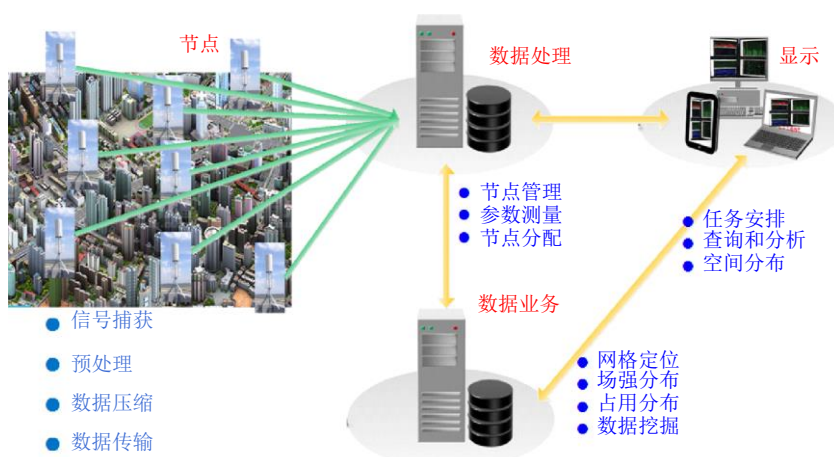 节点
数据处理
显示
节点管理
参数测量
节点分配
任务安排
查询和分析
空间分布
数据业务
信号捕获
预处理
数据压缩
数据传输
网格定位
场强分布
占用分布
数据挖掘